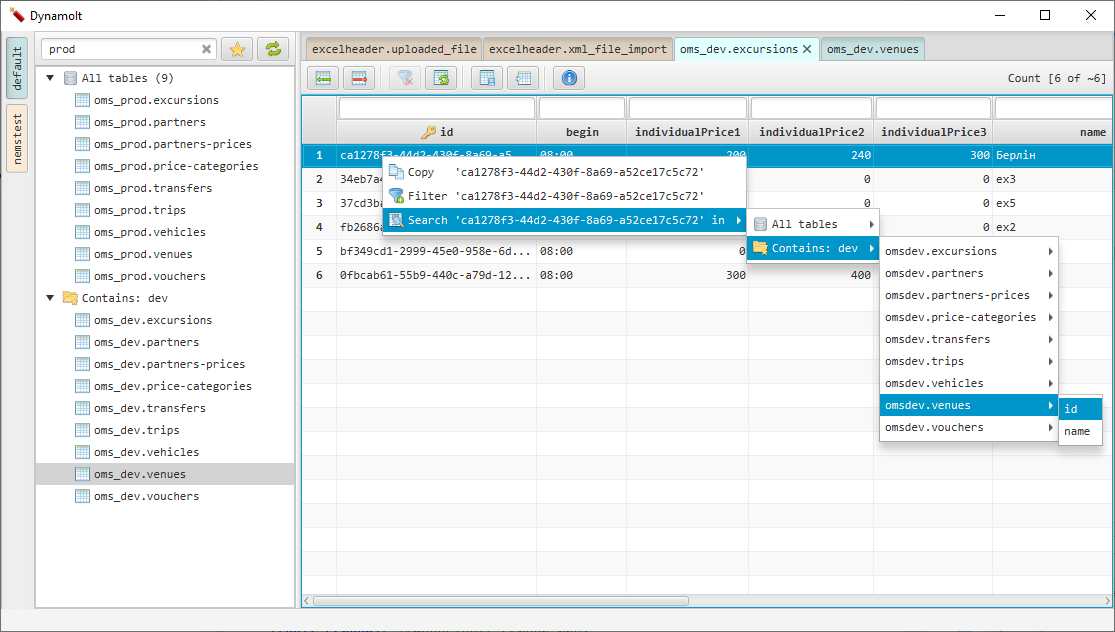 Dynamolt
default
nemstest
prod
All tables (9)
oms_prod.excursions
oms_prod.partners
oms_prod.partners-prices
oms_prod.price-categories
oms_prod.transfers
oms_prod.trips
oms_prod.vehicles
oms_prod.venues
oms_prod.vouchers
Contains: dev
oms_dev.excursions
oms_dev.partners
oms_dev.partners-prices
oms_dev.price-categories
oms_dev.transfers
oms_dev.trips
oms_dev.vehicles
oms_dev.venues
oms_dev.vouchers
excelheader.uploaded_file excelheader.xml_file_import oms_dev.excursions oms_dev.venues
Count [6 of ~6]
id begin individualPrice1 individualPrice2 individualPrice3 name
1 ca1278f3-44d2-430f-8a69-a5... 08:00 200 240 300 Берлін
2 34eb7a4 0 0 ex3
3 37cd3ba 0 0 ex5
4 fb2686a 0 ex2
5 bf349cd1-2999-45e0-958e-6d... 08:00 0
6 0fbcab61-55b9-440c-a79d-12... 08:00 300 400
Copy 'ca1278f3-44d2-430f-8a69-a52ce17c5c72'
Filter 'ca1278f3-44d2-430f-8a69-a52ce17c5c72'
Search 'ca1278f3-44d2-430f-8a69-a52ce17c5c72' in
All tables
Contains: dev
omsdev.excursions
omsdev.partners
omsdev.partners-prices
omsdev.price-categories
omsdev.transfers
omsdev.trips
omsdev.vehicles
omsdev.venues
omsdev.vouchers
id
name